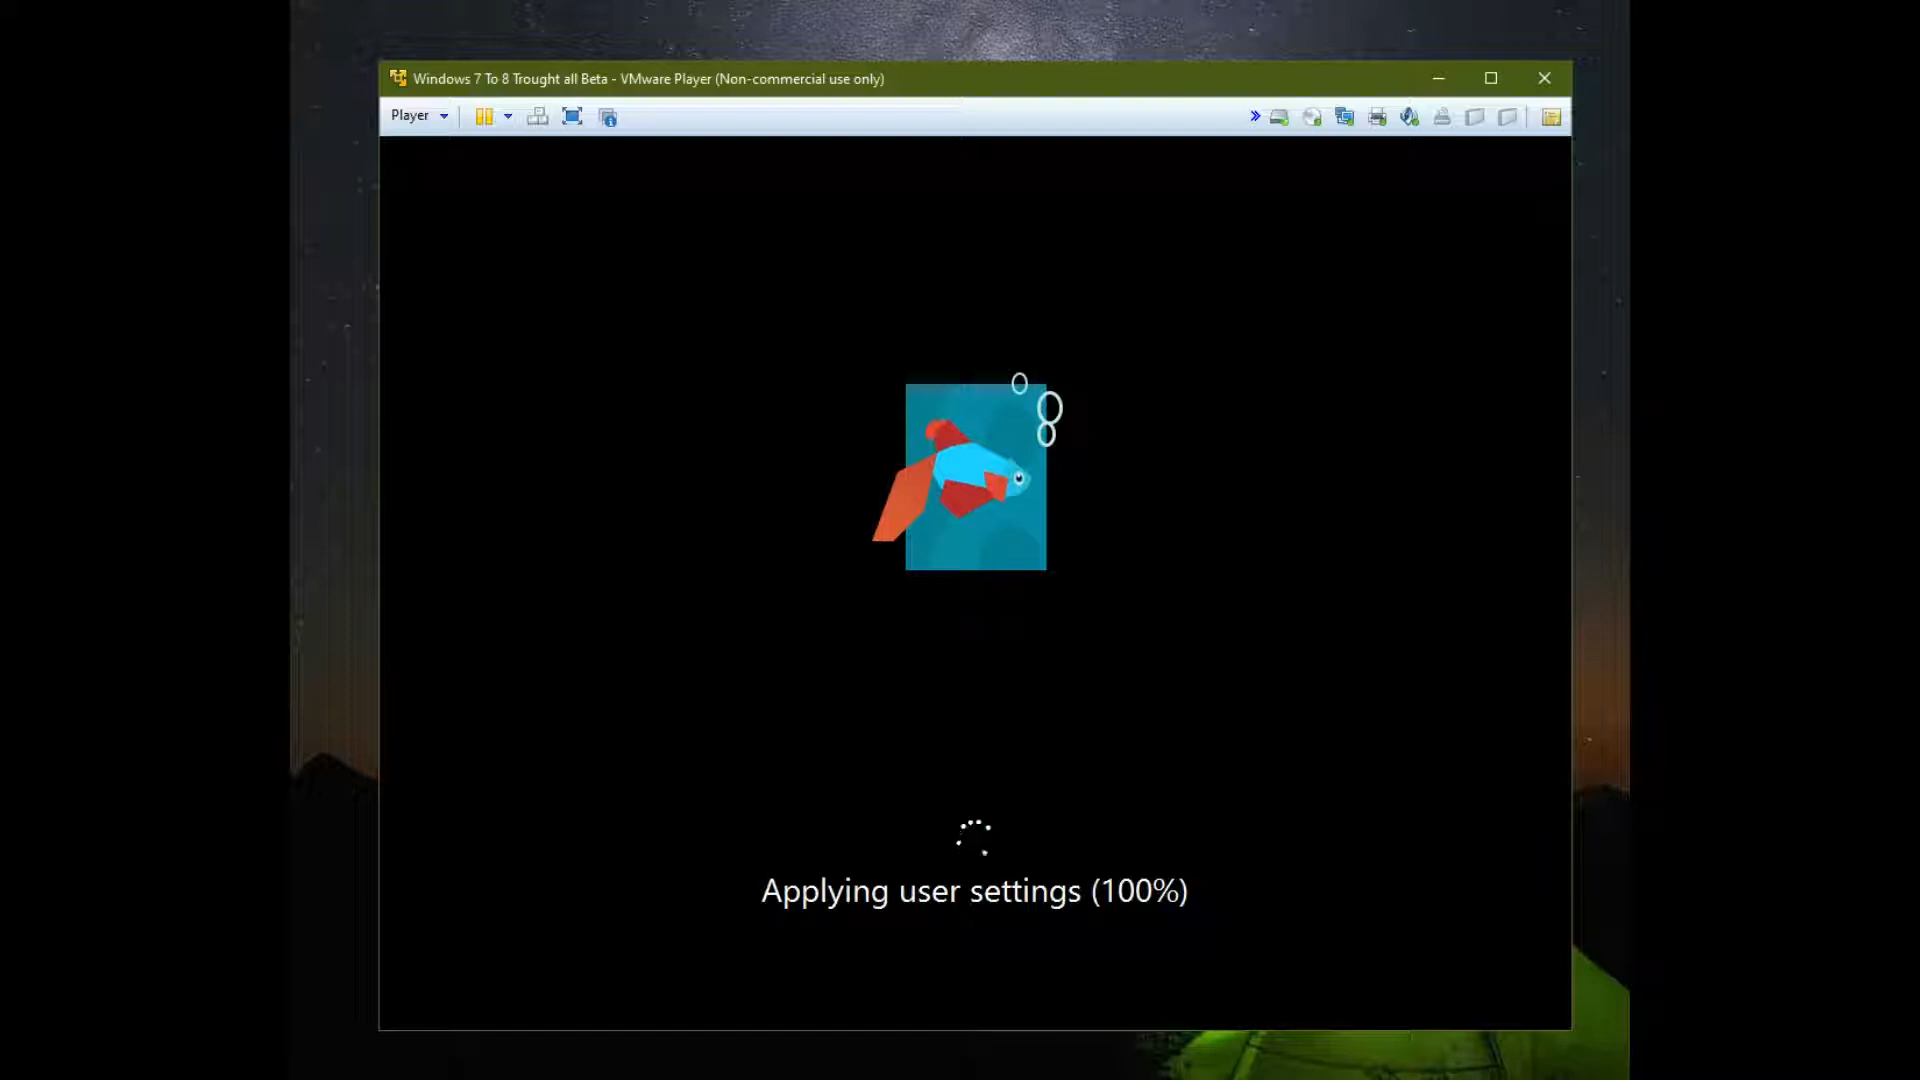 Windows 7 To 8 Trought all Beta - VMware Player (Non-commercial use only)
Player
Applying user settings (100%)